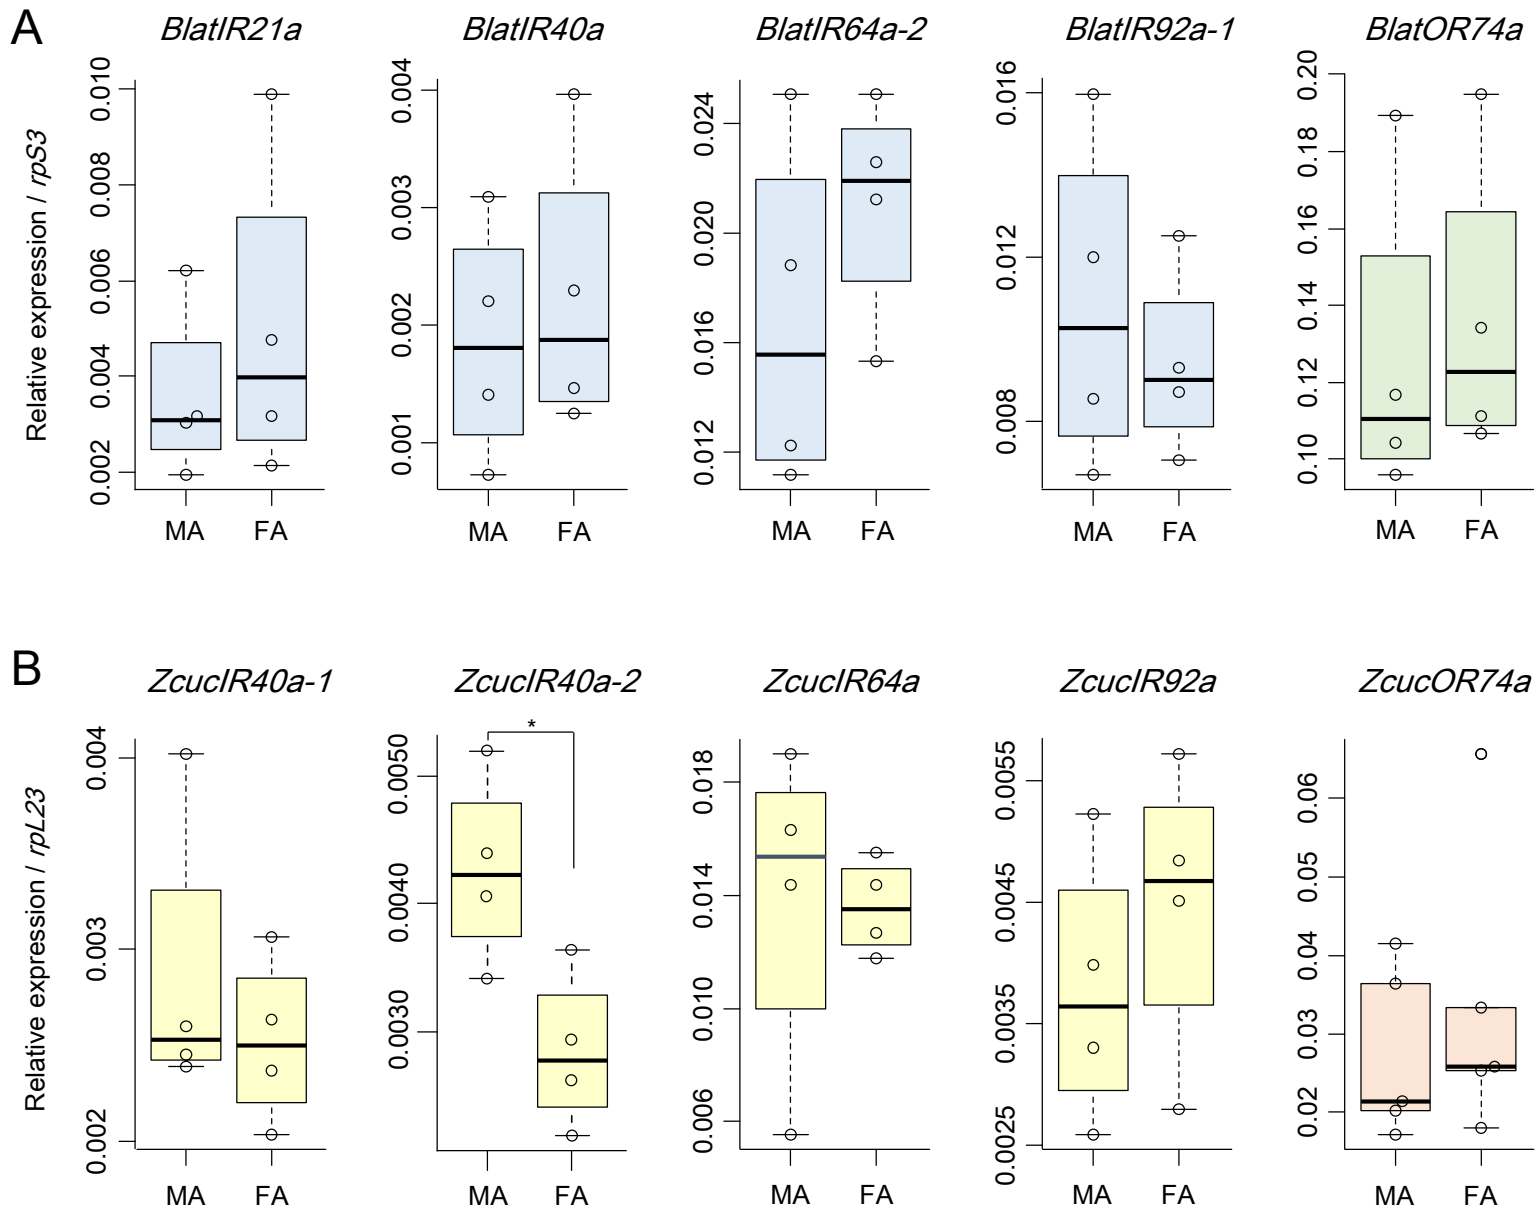 A
BlatIR21a BlatIR40a BlatIR64a-2 BlatIR92a-1 BlatOR74a
Relative expression / rpS3
0.010
0.008
0.006
0.004
0.002
MA FA
0.004
0.003
0.002
0.001
MA FA
0.024
0.020
0.016
0.012
MA FA
0.016
0.012
0.008
MA FA
0.20
0.18
0.16
0.14
0.12
0.10
MA FA
B
ZcucIR40a-1 ZcucIR40a-2 ZcucIR64a ZcucIR92a ZcucOR74a
Relative expression / rpL23
0.004
0.003
0.002
MA FA
*
0.0050
0.0040
0.0030
MA FA
0.018
0.014
0.010
0.006
MA FA
0.0055
0.0045
0.0035
0.0025
MA FA
0.06
0.05
0.04
0.03
0.02
MA FA